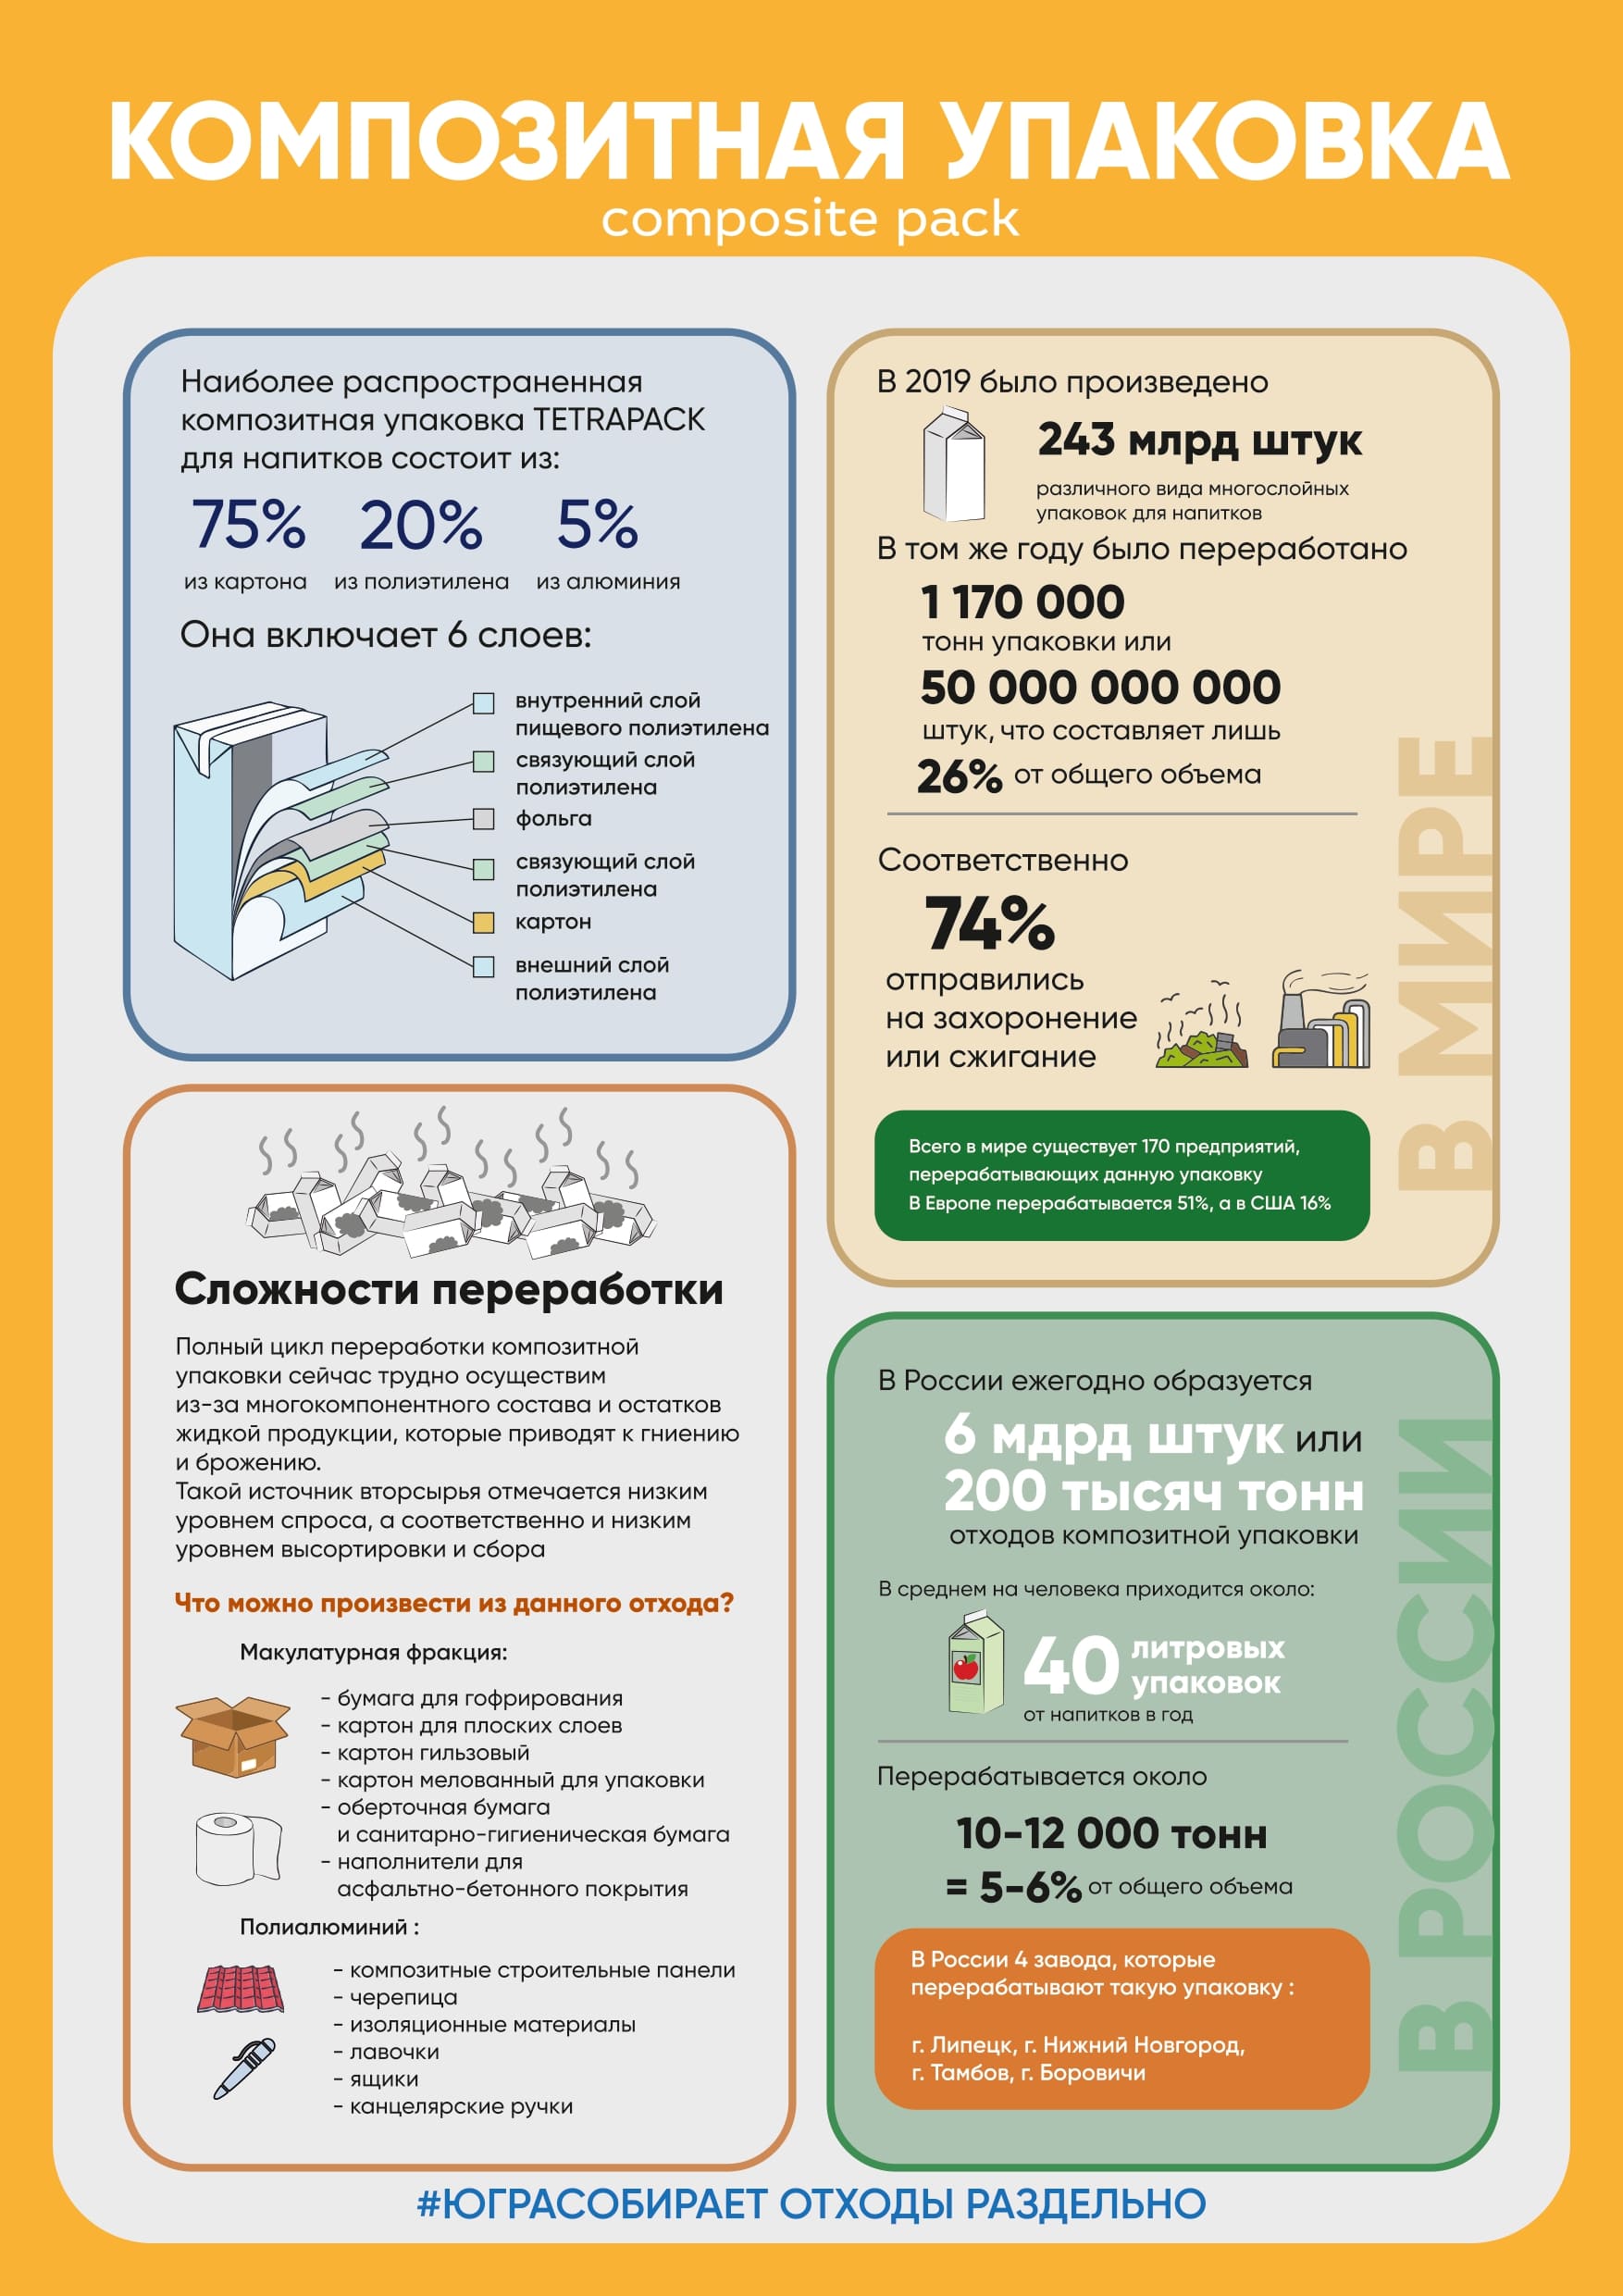 КОМПОЗИТНАЯ УПАКОВКА
composite pack
Наиболее распространенная
композитная упаковка TETRAPACK
для напитков состоит из:
75% 20% 5%
из картона из полиэтилена из алюминия
Она включает 6 слоев:
внутренний слой
пищевого полиэтилена
связующий слой
полиэтилена
фольга
связующий слой
полиэтилена
картон
внешний слой
полиэтилена
Сложности переработки
Полный цикл переработки композитной
упаковки сейчас трудно осуществим
из-за многокомпонентного состава и остатков
жидкой продукции, которые приводят к гниению
и брожению.
Такой источник вторсырья отмечается низким
уровнем спроса, а соответственно и низким
уровнем высортировки и сбора
Что можно произвести из данного отхода?
Макулатурная фракция:
- бумага для гофрирования
- картон для плоских слоев
- картон гильзовый
- картон мелованный для упаковки
- оберточная бумага
и санитарно-гигиеническая бумага
- наполнители для
асфальтно-бетонного покрытия
Полиалюминий :
- композитные строительные панели
- черепица
- изоляционные материалы
- лавочки
- ящики
- канцелярские ручки
В 2019 было произведено
243 млрд штук
различного вида многослойных
упаковок для напитков
В том же году было переработано
1 170 000
тонн упаковки или
50 000 000 000
штук, что составляет лишь
26% от общего объема
Соответственно
74%
отправились
на захоронение
или сжигание
Всего в мире существует 170 предприятий,
перерабатывающих данную упаковку
В Европе перерабатывается 51%, а в США 16%
В МИРЕ
В России ежегодно образуется
6 мдрд штук или
200 тысяч тонн
отходов композитной упаковки
В среднем на человека приходится около:
40 литровых
упаковок
от напитков в год
Перерабатывается около
10-12 000 тонн
= 5-6% от общего объема
В России 4 завода, которые
перерабатывают такую упаковку :
г. Липецк, г. Нижний Новгород,
г. Тамбов, г. Боровичи
В РОССИИ
#ЮГРАСОБИРАЕТ ОТХОДЫ РАЗДЕЛЬНО